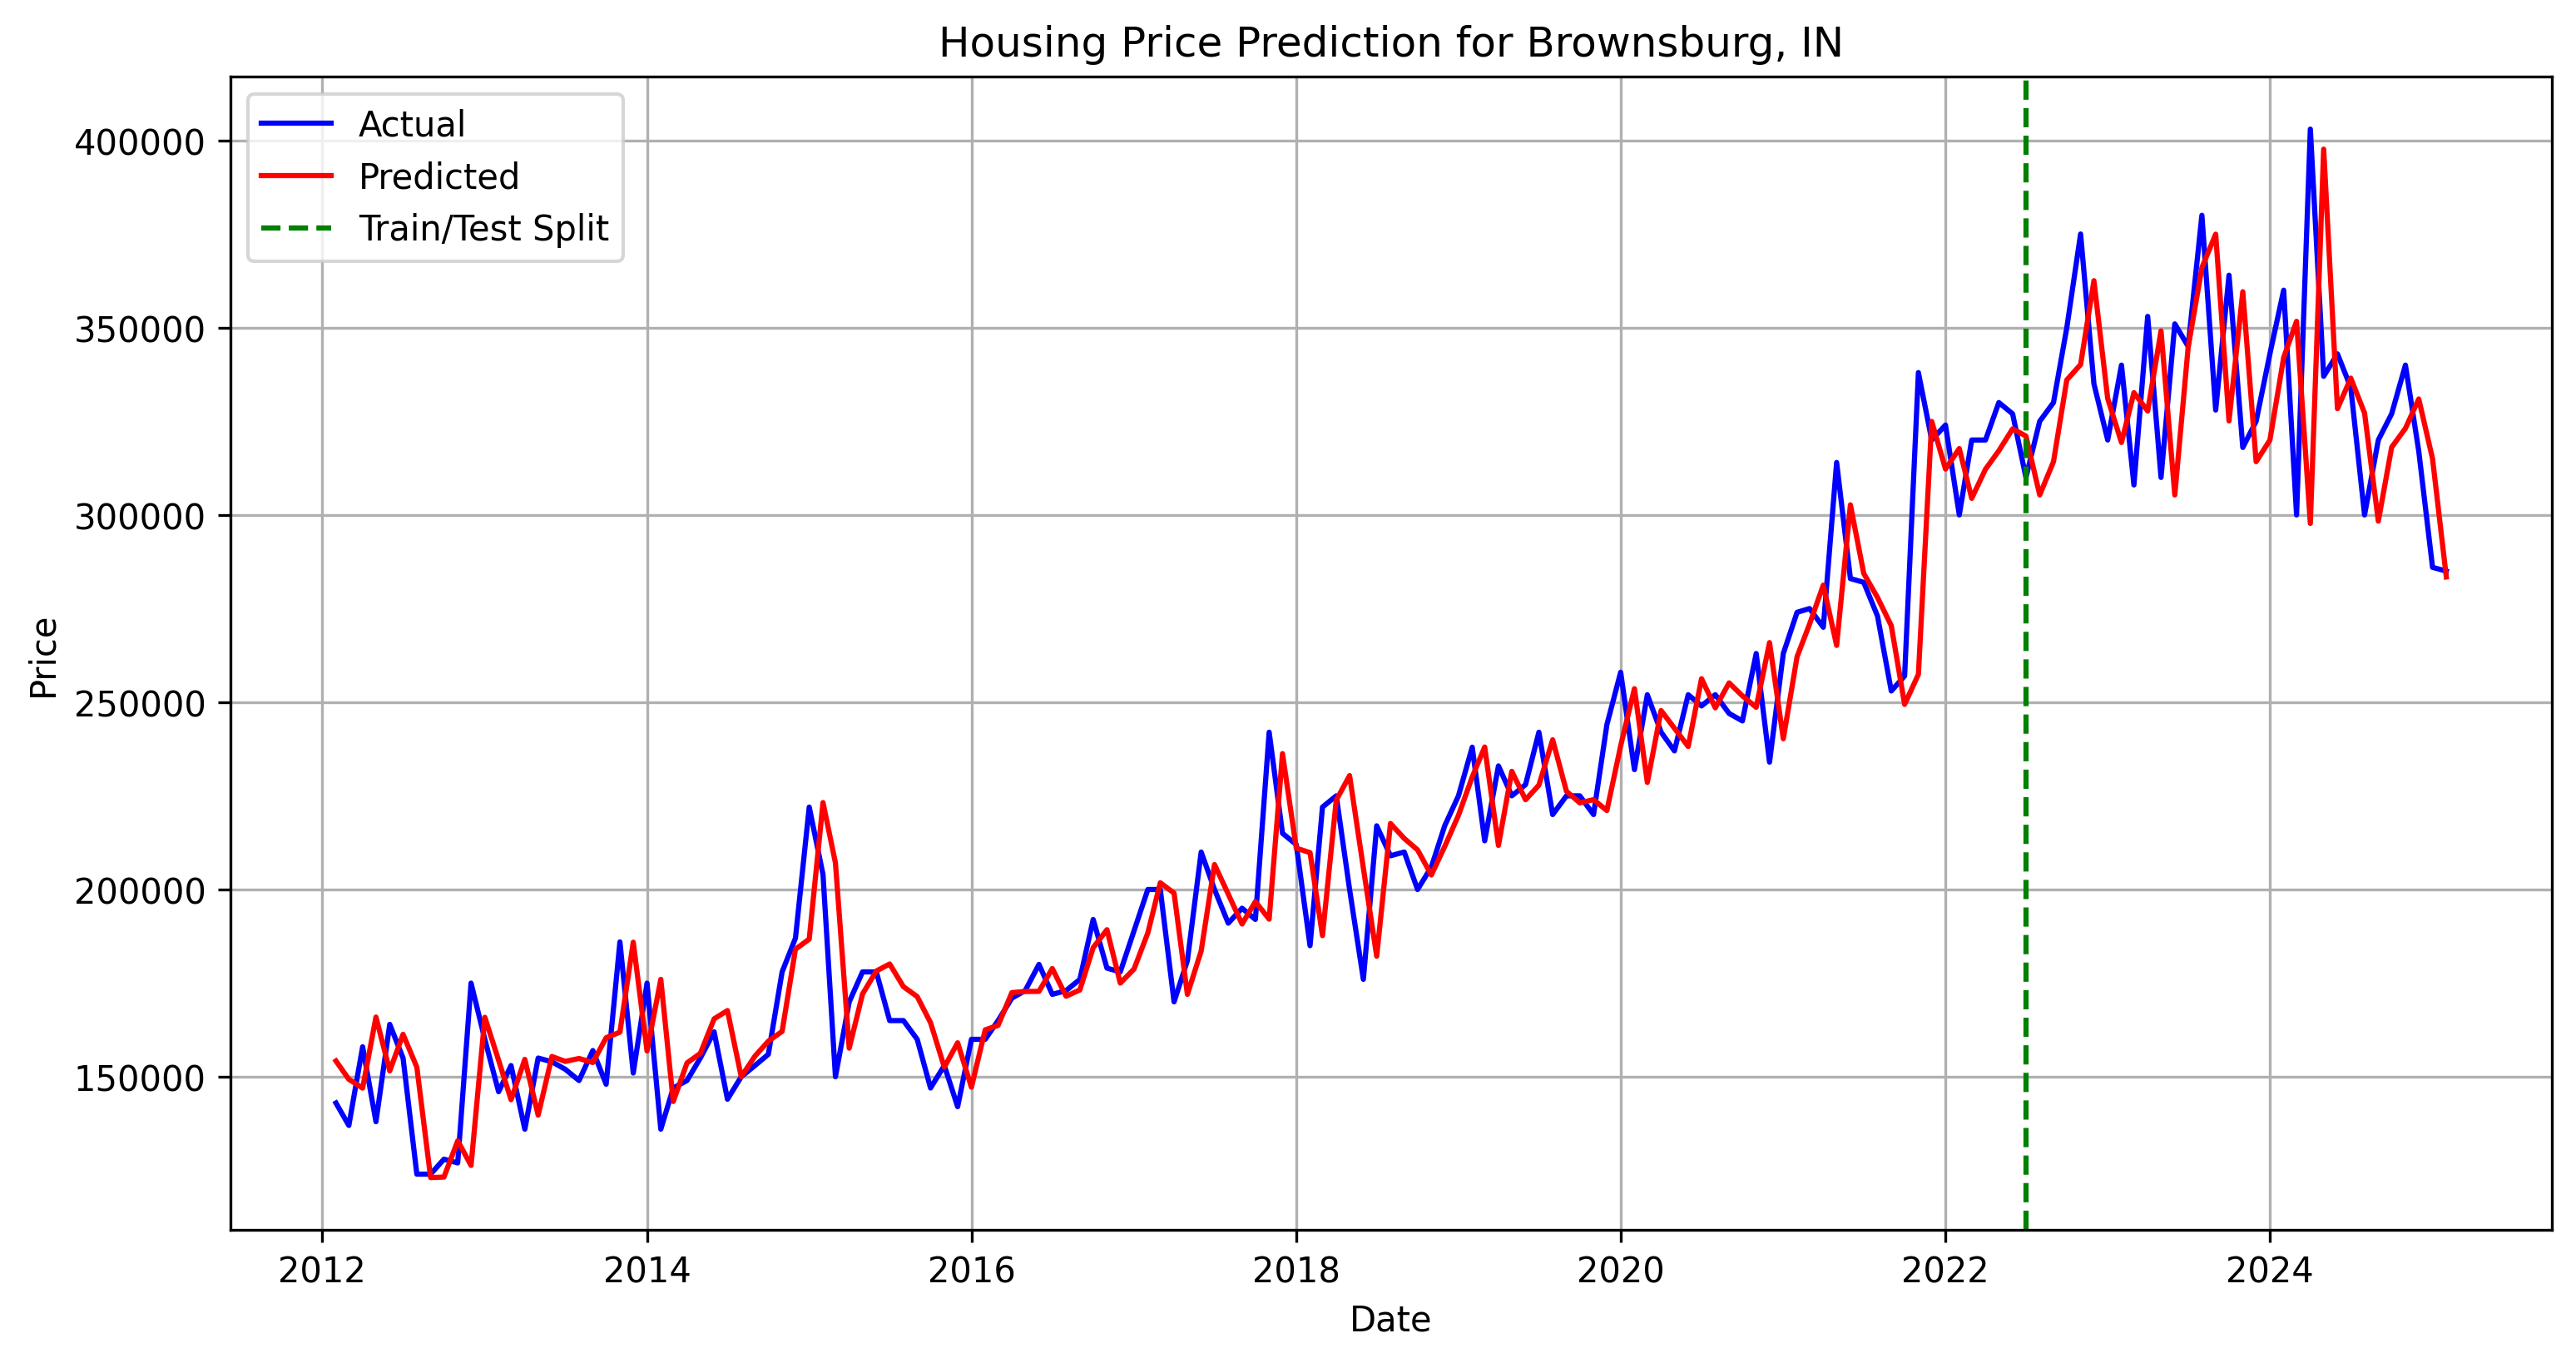 Housing Price Prediction for Brownsburg, IN
Actual
Predicted
Train/Test Split
400000
350000
300000
250000
200000
150000
Price
2012 2014 2016 2018 2020 2022 2024
Date